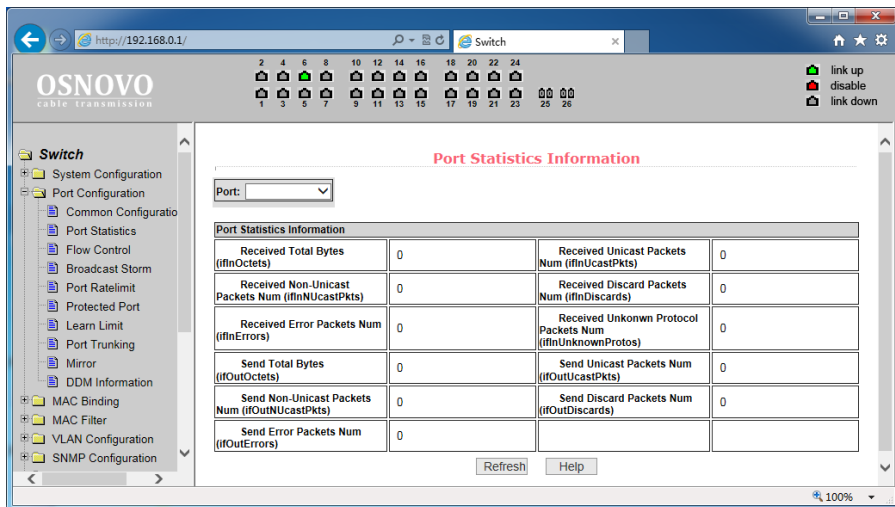 http://192.168.0.1/
Switch
OSNOVO
cable transmission
2 4 6 8 10 12 14 16 18 20 22 24
1 3 5 7 9 11 13 15 17 19 21 23 25 26
link up
disable
link down
Switch
System Configuration
Port Configuration
Common Configuratio
Port Statistics
Flow Control
Broadcast Storm
Port Ratelimit
Protected Port
Learn Limit
Port Trunking
Mirror
DDM Information
MAC Binding
MAC Filter
VLAN Configuration
SNMP Configuration
Port Statistics Information
Port:
Port Statistics Information
Received Total Bytes
(ifInOctets)
0
Received Unicast Packets
Num (ifInUcastPkts)
0
Received Non-Unicast
Packets Num (ifInNUcastPkts)
0
Received Discard Packets
Num (ifInDiscards)
0
Received Error Packets Num
(ifInErrors)
0
Received Unkonwn Protocol
Packets Num
(ifInUnknownProtos)
0
Send Total Bytes
(ifOutOctets)
0
Send Unicast Packets Num
(ifOutUcastPkts)
0
Send Non-Unicast Packets
Num (ifOutNUcastPkts)
0
Send Discard Packets Num
(ifOutDiscards)
0
Send Error Packets Num
(ifOutErrors)
0
Refresh
Help
100%